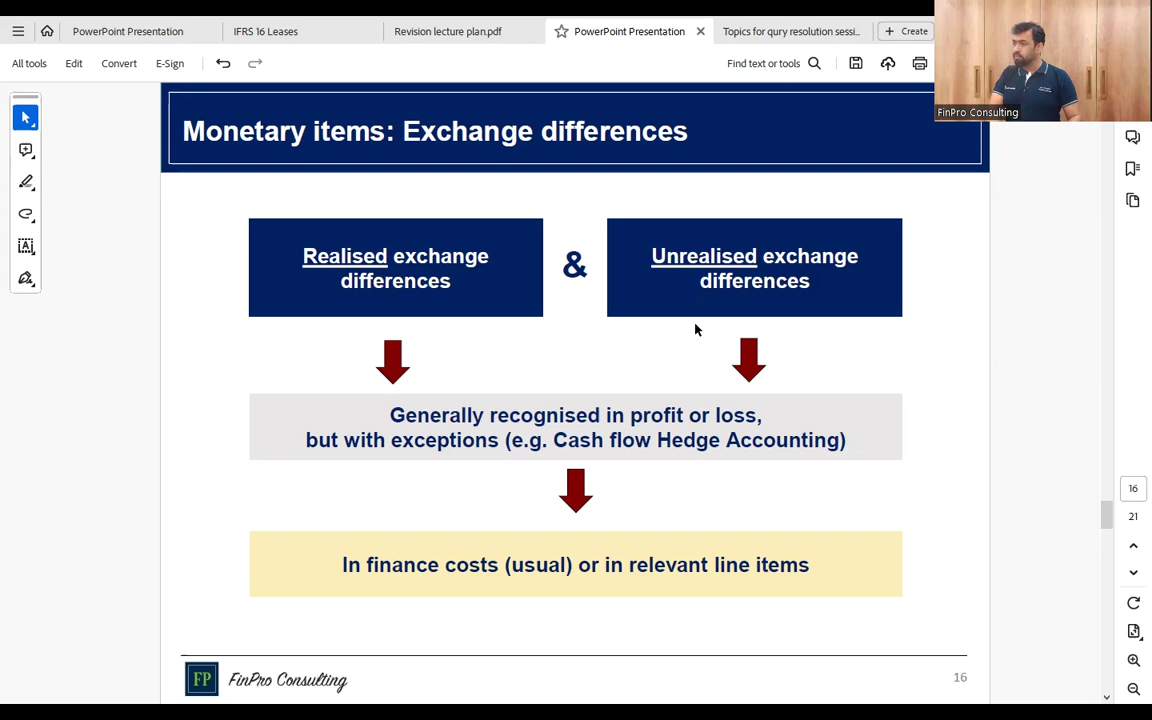 PowerPoint Presentation
IFRS 16 Leases
Revision lecture plan.pdf
PowerPoint Presentation
Topics for qury resolution sessi...
Create
All tools
Edit
Convert
E-Sign
Find text or tools
FinPro Consulting
Monetary items: Exchange differences
Realised exchange
differences
&
Unrealised exchange
differences
Generally recognised in profit or loss,
but with exceptions (e.g. Cash flow Hedge Accounting)
In finance costs (usual) or in relevant line items
FP
FinPro Consulting
16
16
21